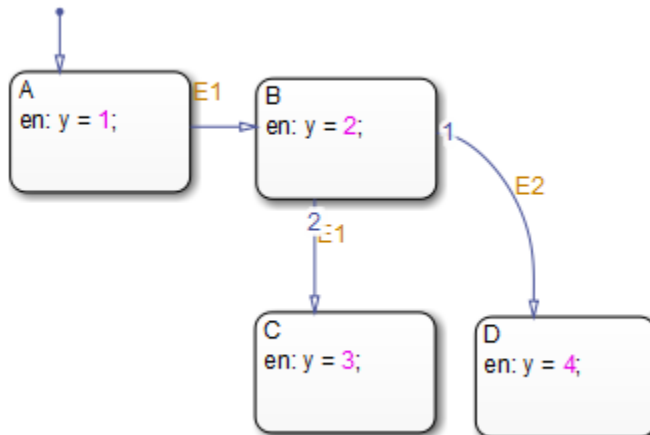 A
en: y = 1;
E1
B
en: y = 2;
1
E2
2
E1
C
en: y = 3;
D
en: y = 4;